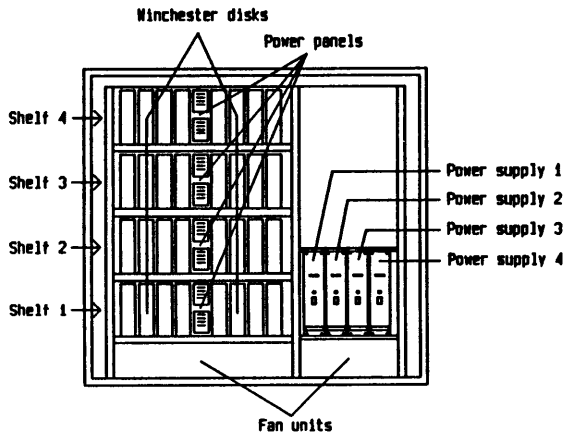 Winchester disks
Power panels
Shelf 4
Shelf 3
Shelf 2
Shelf 1
Power supply 1
Power supply 2
Power supply 3
Power supply 4
Fan units